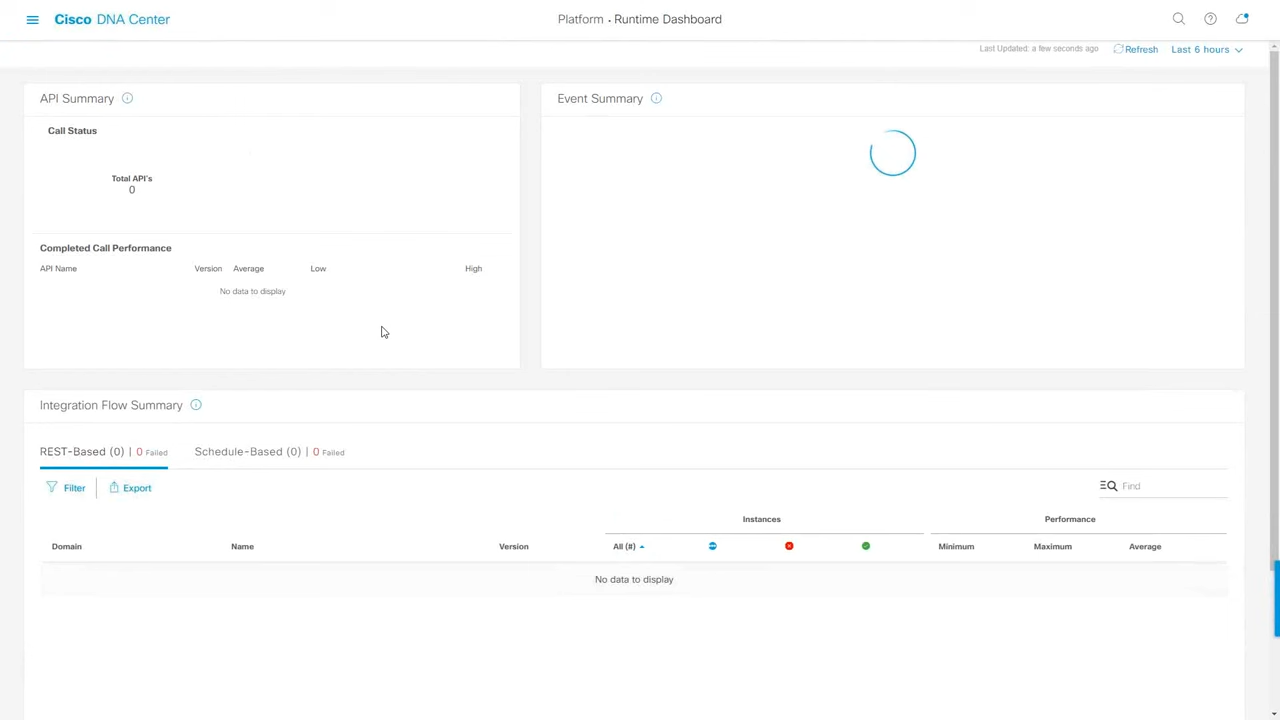 Cisco DNA Center
Platform • Runtime Dashboard
Last Updated: a few seconds ago
Refresh
Last 6 hours
API Summary
Event Summary
Call Status
Total API's
0
Completed Call Performance
API Name Version Average Low High
No data to display
Integration Flow Summary
REST-Based (0) | 0 Failed
Schedule-Based (0) | 0 Failed
Filter
Export
Find
Instances Performance
Domain Name Version All (#) Minimum Maximum Average
No data to display